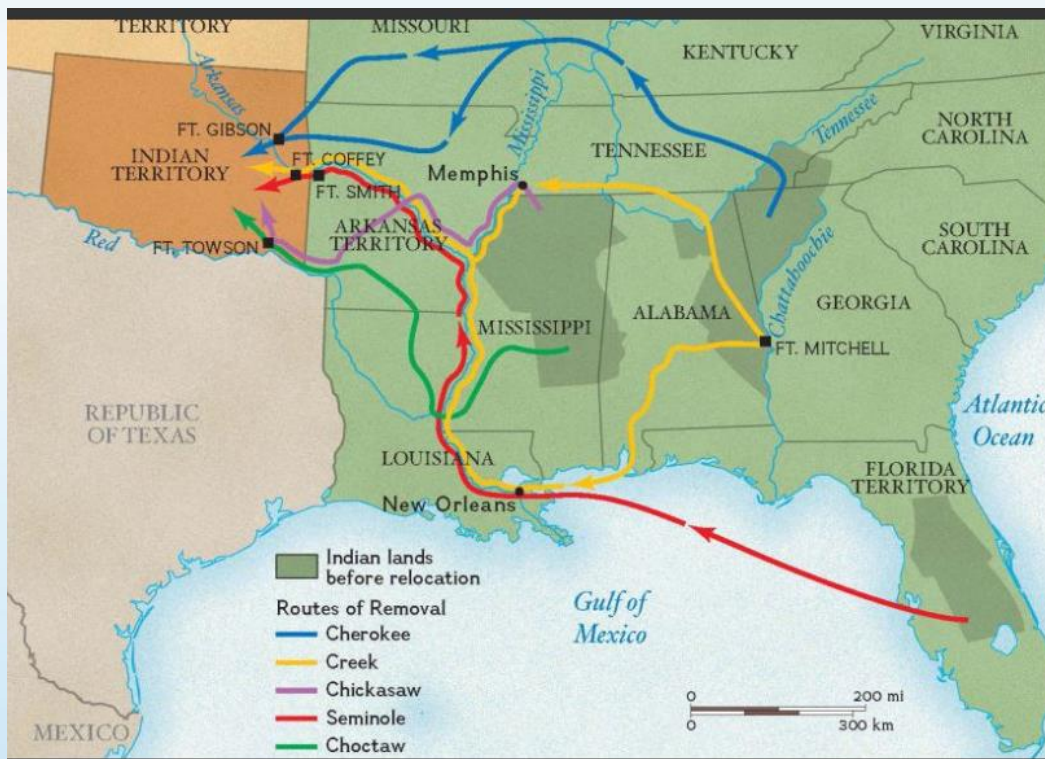 TERRITORY
MISSOURI
KENTUCKY
VIRGINIA
Arkansas
Mississippi
Tennessee
NORTH
CAROLINA
FT. GIBSON
INDIAN
TERRITORY
FT. COFFEY
FT. SMITH
Memphis
TENNESSEE
ARKANSAS
TERRITORY
SOUTH
CAROLINA
Red
FT. TOWSON
Chattahoochie
GEORGIA
MISSISSIPPI
ALABAMA
FT. MITCHELL
REPUBLIC
OF TEXAS
Atlantic
Ocean
LOUISIANA
New Orleans
FLORIDA
TERRITORY
Indian lands
before relocation
Routes of Removal
Cherokee
Creek
Chickasaw
Seminole
Choctaw
Gulf of
Mexico
0 200 mi
0 300 km
MEXICO